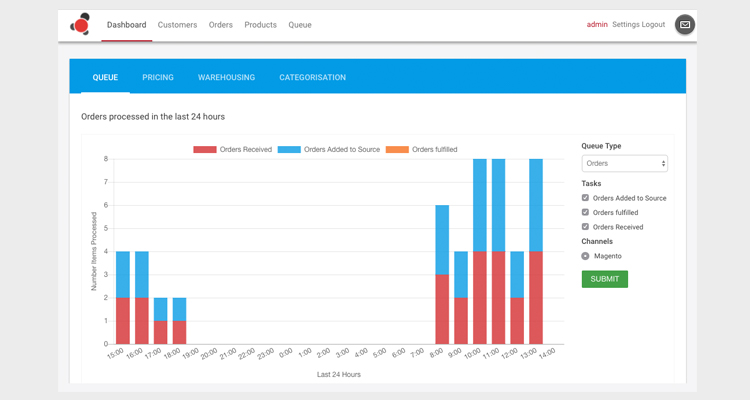 Dashboard Customers Orders Products Queue
admin Settings Logout
QUEUE PRICING WAREHOUSING CATEGORISATION
Orders processed in the last 24 hours
Orders Received Orders Added to Source Orders fulfilled
8
7
6
5
4
3
2
1
0
Number Items Processed
15:00 16:00 17:00 18:00 19:00 20:00 21:00 22:00 23:00 0:00 1:00 2:00 3:00 4:00 5:00 6:00 7:00 8:00 9:00 10:00 11:00 12:00 13:00 14:00
Last 24 Hours
Queue Type
Orders
Tasks
Orders Added to Source
Orders fulfilled
Orders Received
Channels
Magento
SUBMIT